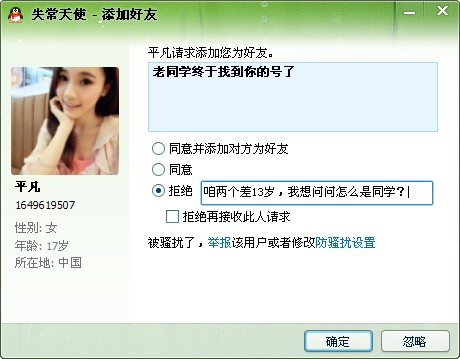 失常天使 - 添加好友
平凡请求添加您为好友。
老同学终于找到你的号了
同意并添加对方为好友
同意
拒绝 咱两个差13岁，我想问问怎么是同学？
拒绝再接收此人请求
被骚扰了，举报该用户或者修改防骚扰设置
平凡
1649619507
性别: 女
年龄: 17岁
所在地: 中国
确定 忽略